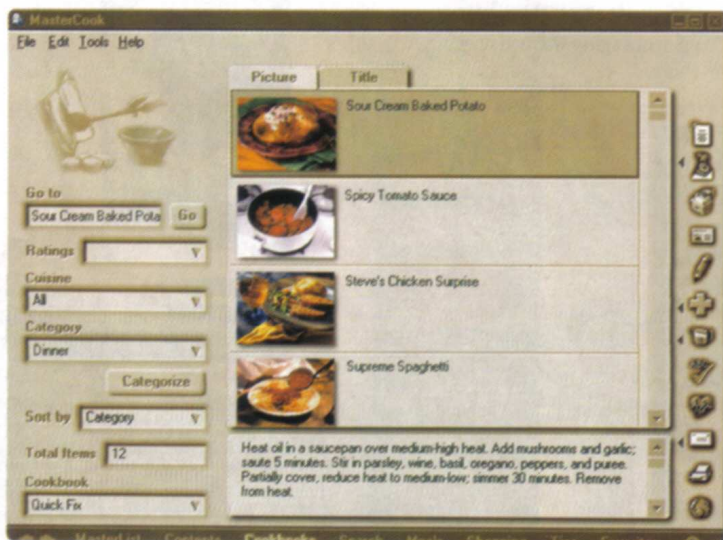 MasterCook
File Edit Tools Help
Picture Title
Sour Cream Baked Potato
Spicy Tomato Sauce
Steve's Chicken Surprise
Supreme Spaghetti
Go to
Sour Cream Baked Pota Go
Ratings
Cuisine
All
Category
Dinner
Categorize
Sort by Category
Total Items 12
Cookbook
Quick Fix
Heat oil in a saucepan over medium-high heat. Add mushrooms and garlic;
saute 5 minutes. Stir in parsley, wine, basil, oregano, peppers, and puree.
Partially cover, reduce heat to medium-low; simmer 30 minutes. Remove
from heat.
MasterList Contents Cookbooks Search Meals Shopping